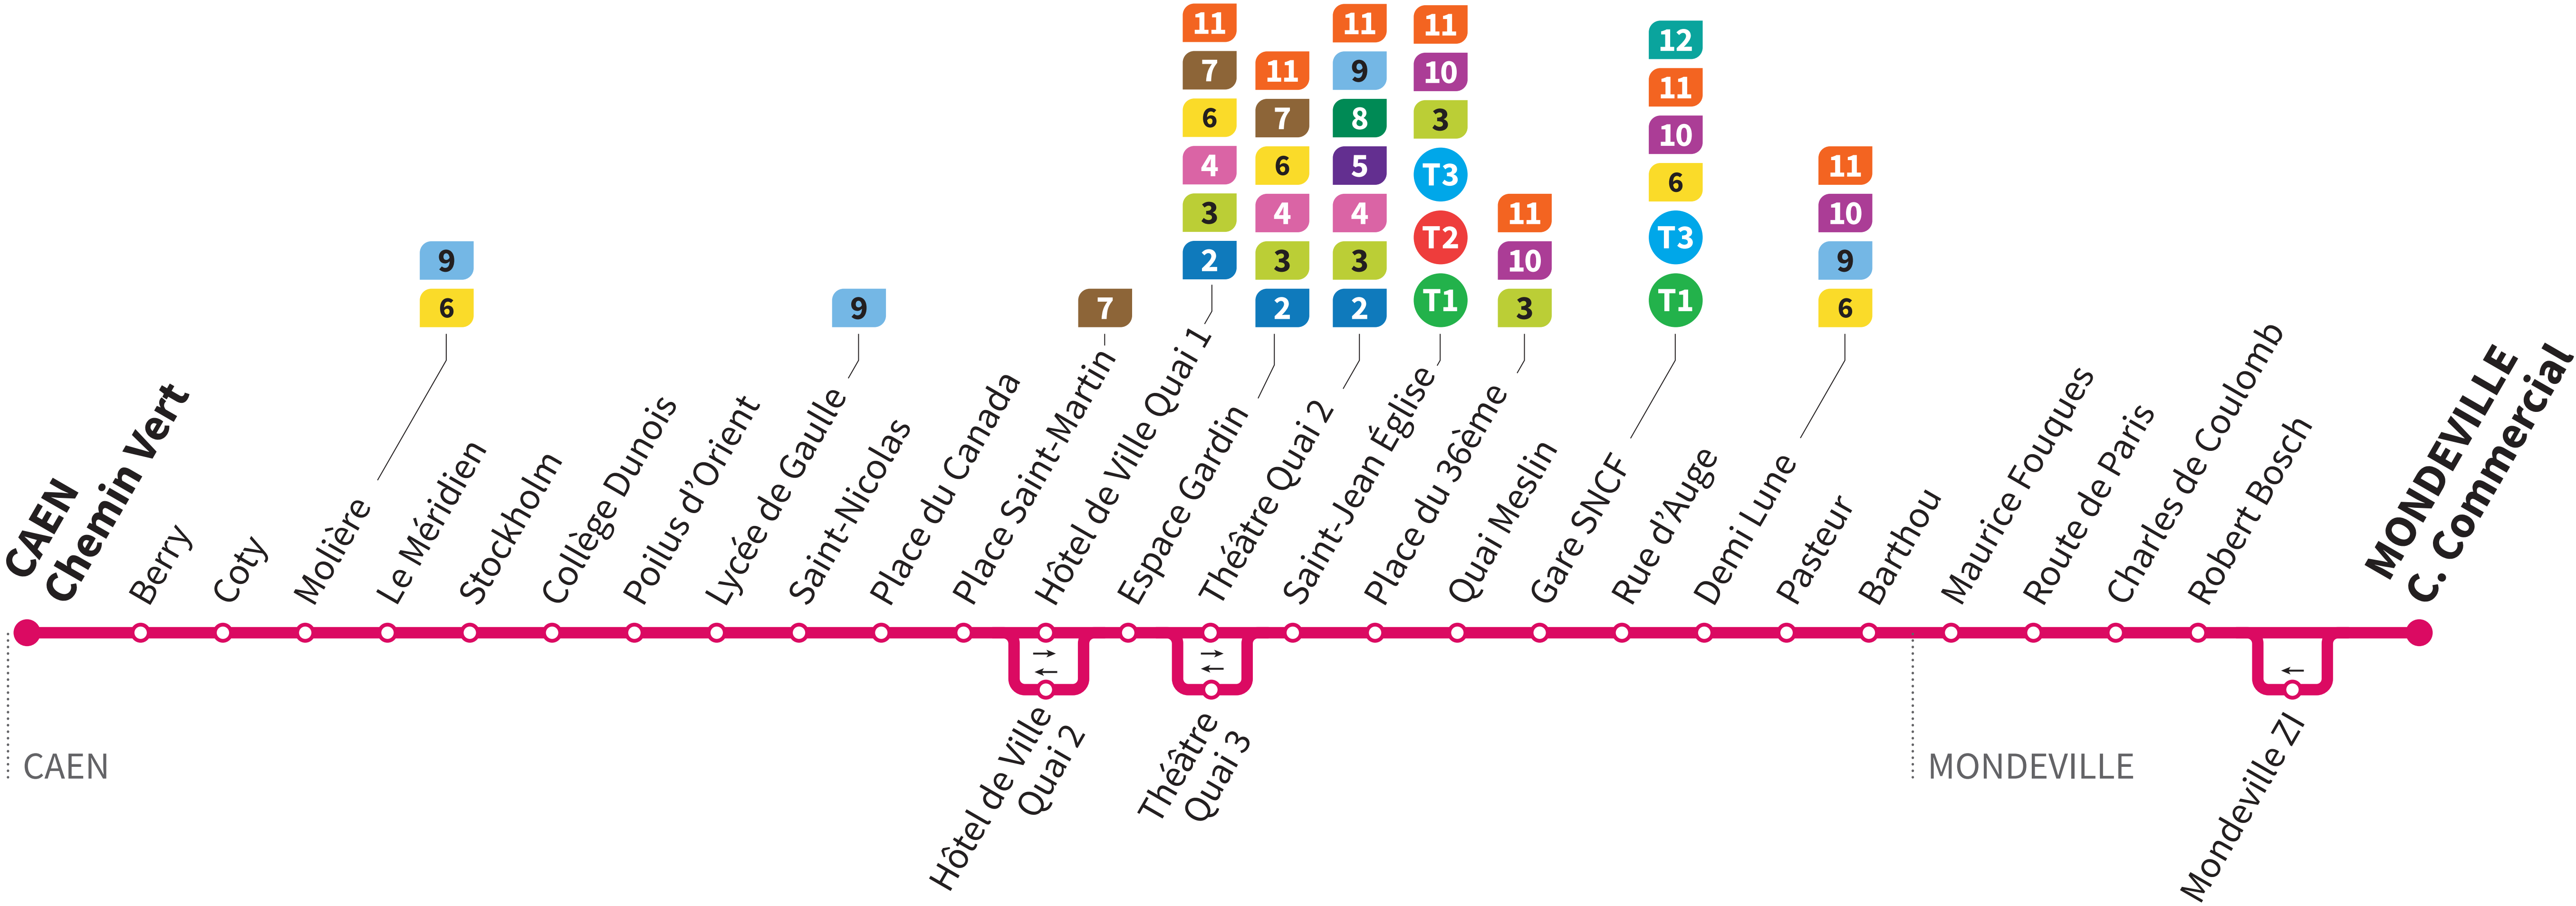 11
7
6
4
3
2
11
7
6
4
3
2
11
9
8
5
4
3
2
11
10
3
T3
T2
T1
12
11
10
6
T3
T1
11
10
9
6
11
10
3
9
6
9
7
CAEN
Chemin Vert
Berry
Coty
Molière
Le Méridien
Stockholm
Collège Dunois
Poilus d’Orient
Lycée de Gaulle
Saint-Nicolas
Place du Canada
Place Saint-Martin
Hôtel de Ville Quai 1
Espace Gardin
Théâtre Quai 2
Saint-Jean Église
Place du 36ème
Quai Meslin
Gare SNCF
Rue d’Auge
Demi Lune
Pasteur
Barthou
Maurice Fouques
Route de Paris
Charles de Coulomb
Robert Bosch
MONDEVILLE
C. Commercial
Hôtel de Ville
Quai 2
Théâtre
Quai 3
Mondeville ZI
CAEN
MONDEVILLE